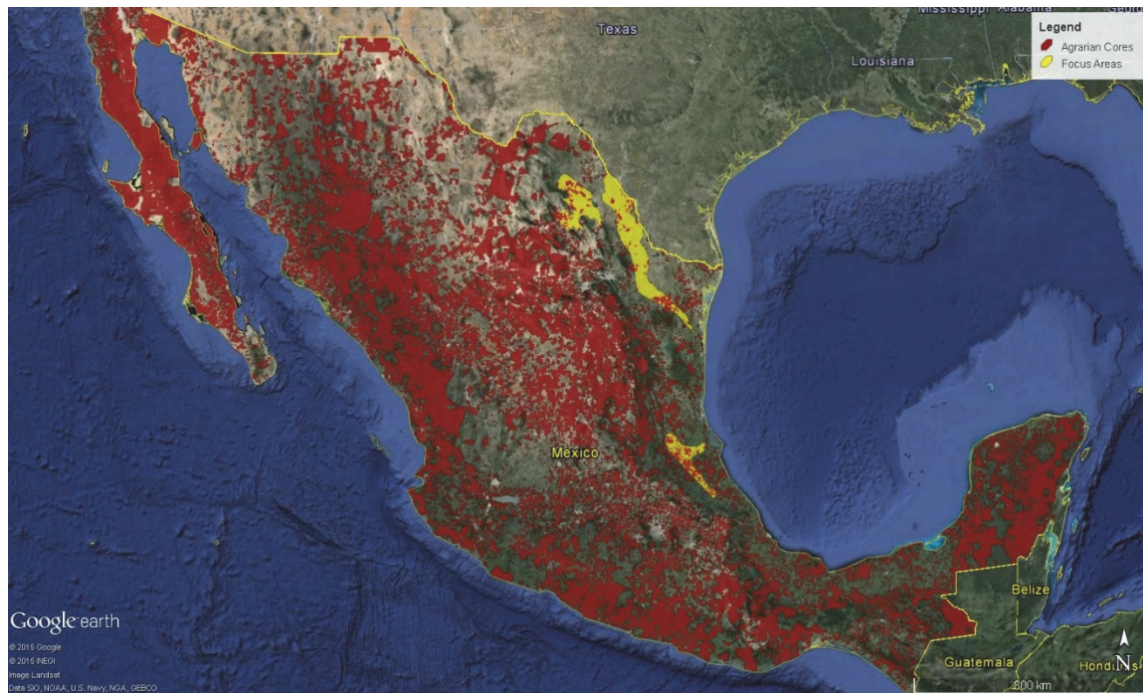 Mississippi
Alabama
Texas
Louisiana
Legend
Agrarian Cores
Focus Areas
Mexico
Belize
Guatemala
Google earth
© 2015 Google
© 2015 INEGI
Image Landsat
Data SIO, NOAA, U.S. Navy, NGA, GEBCO
N
800 km